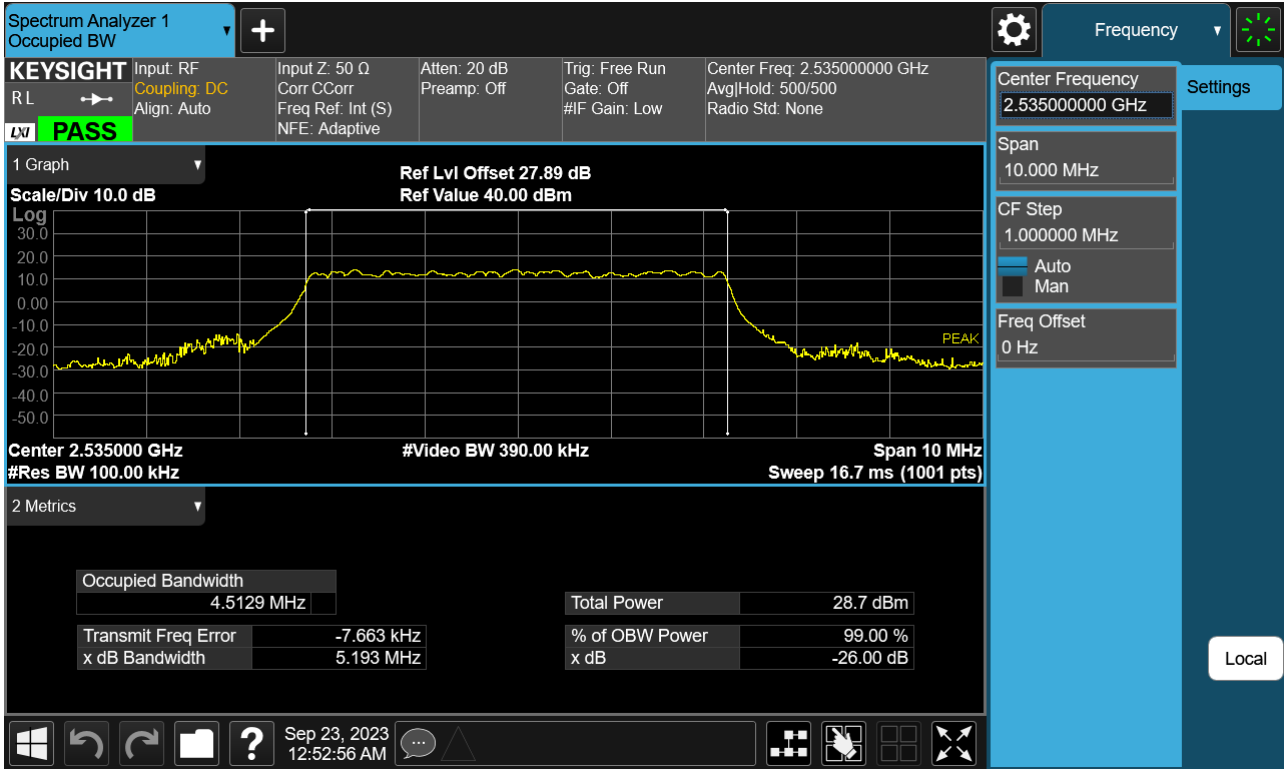 Spectrum Analyzer 1
Occupied BW
▼
+
Frequency
▼
KEYSIGHT
R L
LXI PASS
Input: RF
Coupling: DC
Align: Auto
Input Z: 50 Ω
Corr CCorr
Freq Ref: Int (S)
NFE: Adaptive
Atten: 20 dB
Preamp: Off
Trig: Free Run
Gate: Off
#IF Gain: Low
Center Freq: 2.535000000 GHz
Avg|Hold: 500/500
Radio Std: None
1 Graph ▼
Scale/Div 10.0 dB
Ref Lvl Offset 27.89 dB
Ref Value 40.00 dBm
Log
30.0
20.0
10.0
0.00
-10.0
-20.0
-30.0
-40.0
-50.0
PEAK
Center 2.535000 GHz
#Video BW 390.00 kHz
Span 10 MHz
#Res BW 100.00 kHz
Sweep 16.7 ms (1001 pts)
2 Metrics ▼
Occupied Bandwidth
4.5129 MHz
Total Power 28.7 dBm
Transmit Freq Error -7.663 kHz
% of OBW Power 99.00 %
x dB Bandwidth 5.193 MHz
x dB -26.00 dB
Center Frequency
2.535000000 GHz
Span
10.000 MHz
CF Step
1.000000 MHz
Auto
Man
Freq Offset
0 Hz
Settings
Local
?
Sep 23, 2023
12:52:56 AM